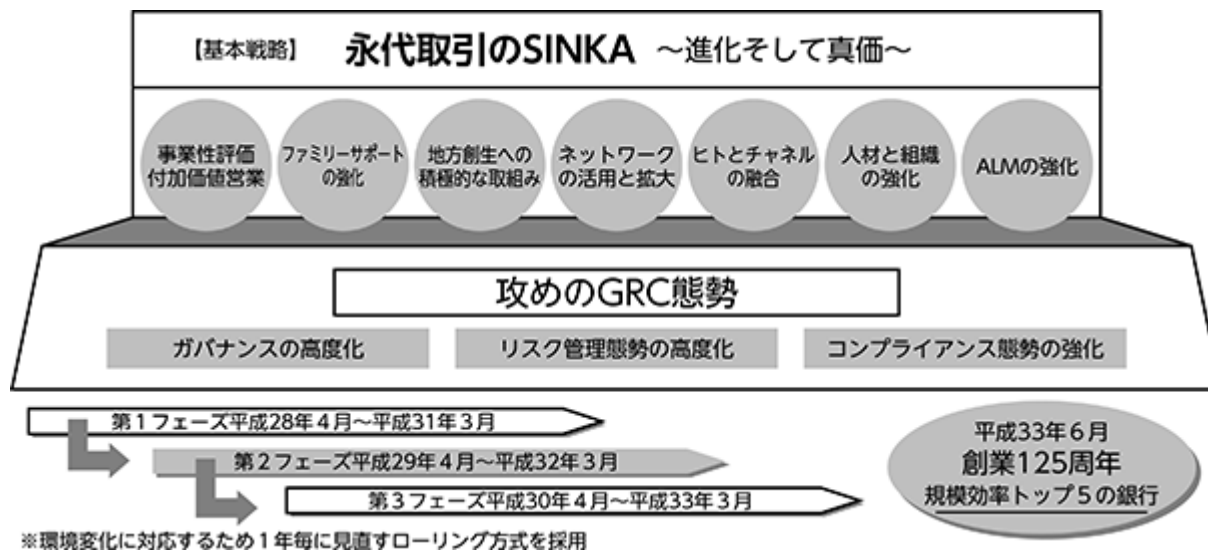 【基本戦略】 永代取引のSINKA ～進化そして真価～
事業性評価
付加価値営業
ファミリーサポート
の強化
地方創生への
積極的な取組み
ネットワーク
の活用と拡大
ヒトとチャネル
の融合
人材と組織
の強化
ALMの強化
攻めのGRC態勢
ガバナンスの高度化
リスク管理態勢の高度化
コンプライアンス態勢の強化
第1フェーズ平成28年4月～平成31年3月
第2フェーズ平成29年4月～平成32年3月
第3フェーズ平成30年4月～平成33年3月
平成33年6月
創業125周年
規模効率トップ5の銀行
※環境変化に対応するため1年毎に見直すローリング方式を採用